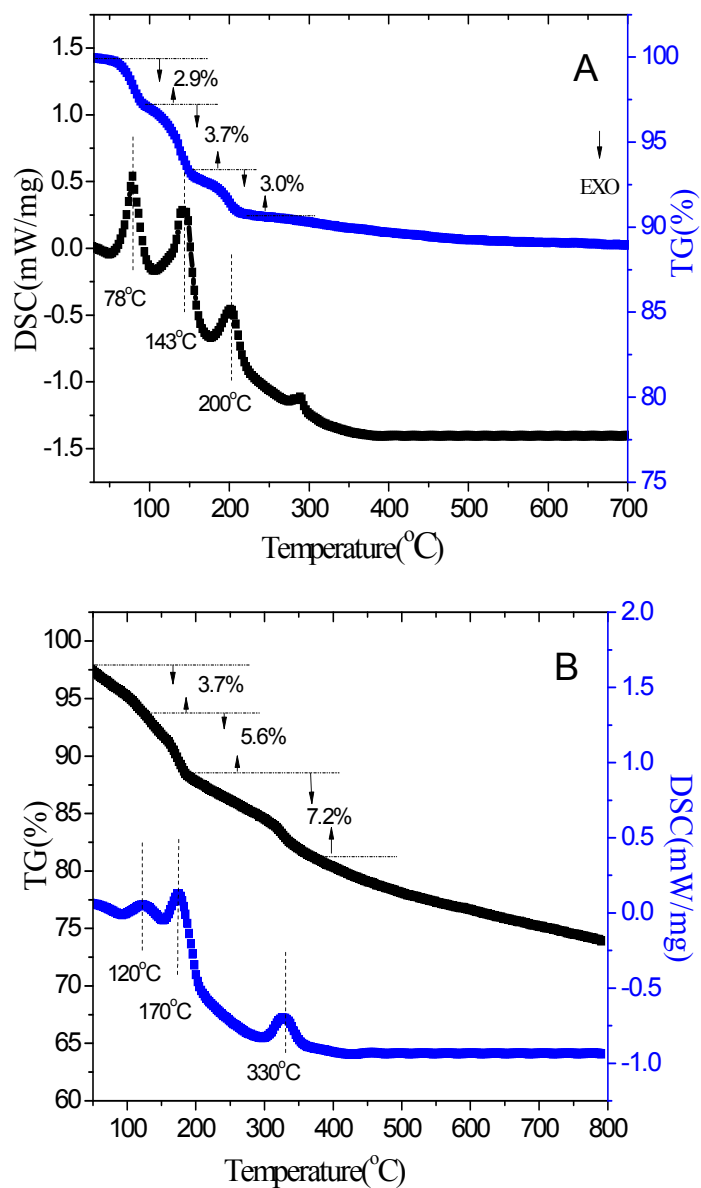 A
1.5
1.0
0.5
0.0
-0.5
-1.0
-1.5
DSC(mW/mg)
2.9%
3.7%
3.0%
EXO
78°C
143°C
200°C
100
95
90
85
80
75
TG(%)
100 200 300 400 500 600 700
Temperature(°C)
B
100
95
90
85
80
75
70
65
60
TG(%)
3.7%
5.6%
7.2%
120°C
170°C
330°C
2.0
1.5
1.0
0.5
0.0
-0.5
-1.0
DSC(mW/mg)
100 200 300 400 500 600 700 800
Temperature(°C)